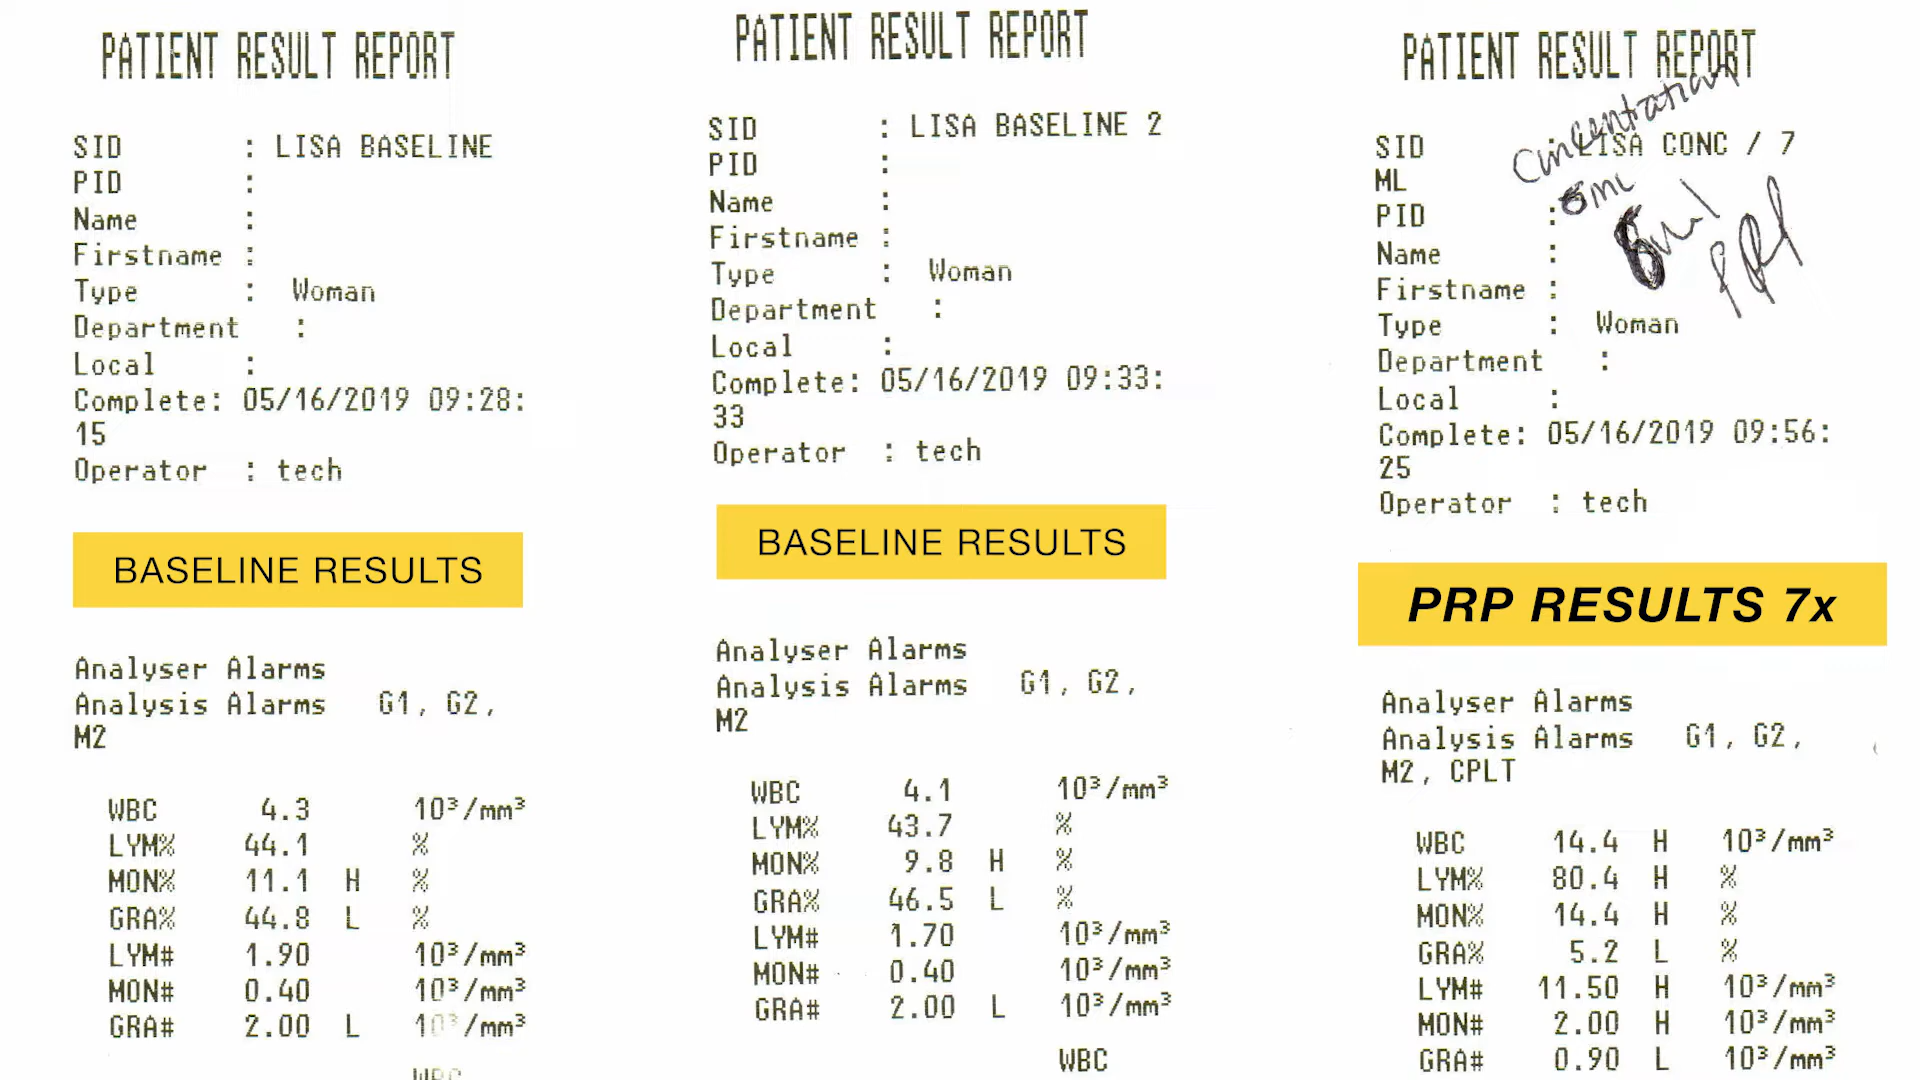 PATIENT RESULT REPORT
SID : LISA BASELINE
PID :
Name :
Firstname :
Type : Woman
Department :
Local :
Complete: 05/16/2019 09:28:
15
Operator : tech
BASELINE RESULTS
Analyser Alarms
Analysis Alarms G1, G2,
M2
WBC 4.3 10³/mm³
LYM% 44.1 %
MON% 11.1 H %
GRA% 44.8 L %
LYM# 1.90 10³/mm³
MON# 0.40 10³/mm³
GRA# 2.00 L 10³/mm³
WBC
PATIENT RESULT REPORT
SID : LISA BASELINE 2
PID :
Name :
Firstname :
Type : Woman
Department :
Local :
Complete: 05/16/2019 09:33:
33
Operator : tech
BASELINE RESULTS
Analyser Alarms
Analysis Alarms G1, G2,
M2
WBC 4.1 10³/mm³
LYM% 43.7 %
MON% 9.8 H %
GRA% 46.5 L %
LYM# 1.70 10³/mm³
MON# 0.40 10³/mm³
GRA# 2.00 L 10³/mm³
WBC
PATIENT RESULT REPORT
Concentration
SID : LISA CONC / 7
ML
PID :
Name :
Firstname :
Type : Woman
Department :
Local :
Complete: 05/16/2019 09:56:
25
Operator : tech
PRP RESULTS 7x
Analyser Alarms
Analysis Alarms G1, G2,
M2, CPLT
WBC 14.4 H 10³/mm³
LYM% 80.4 H %
MON% 14.4 H %
GRA% 5.2 L %
LYM# 11.50 H 10³/mm³
MON# 2.00 H 10³/mm³
GRA# 0.90 L 10³/mm³